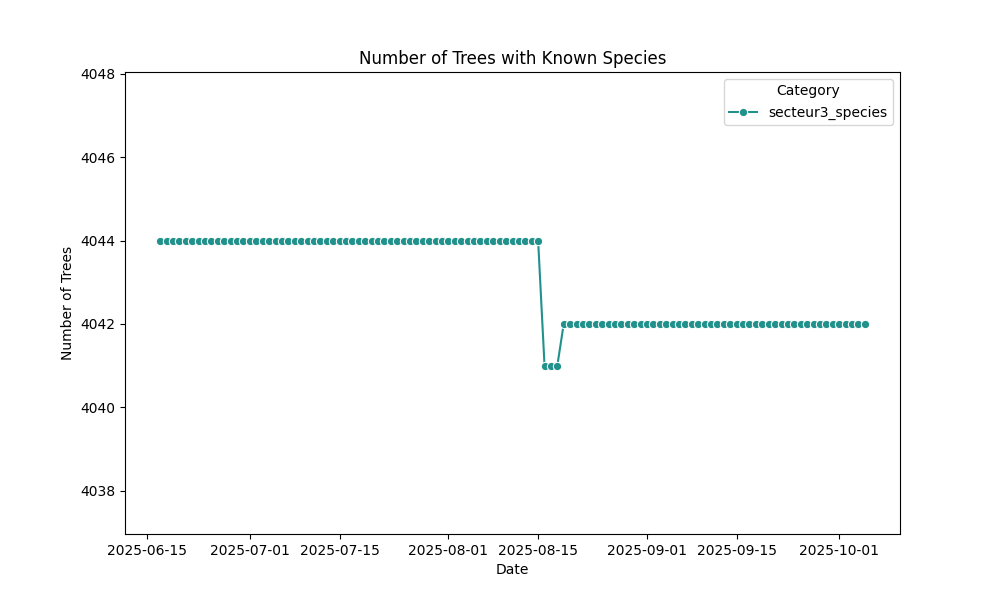 Number of Trees with Known Species
Category
secteur3_species
Number of Trees
4048
4046
4044
4042
4040
4038
2025-06-15
2025-07-01
2025-07-15
2025-08-01
2025-08-15
2025-09-01
2025-09-15
2025-10-01
Date